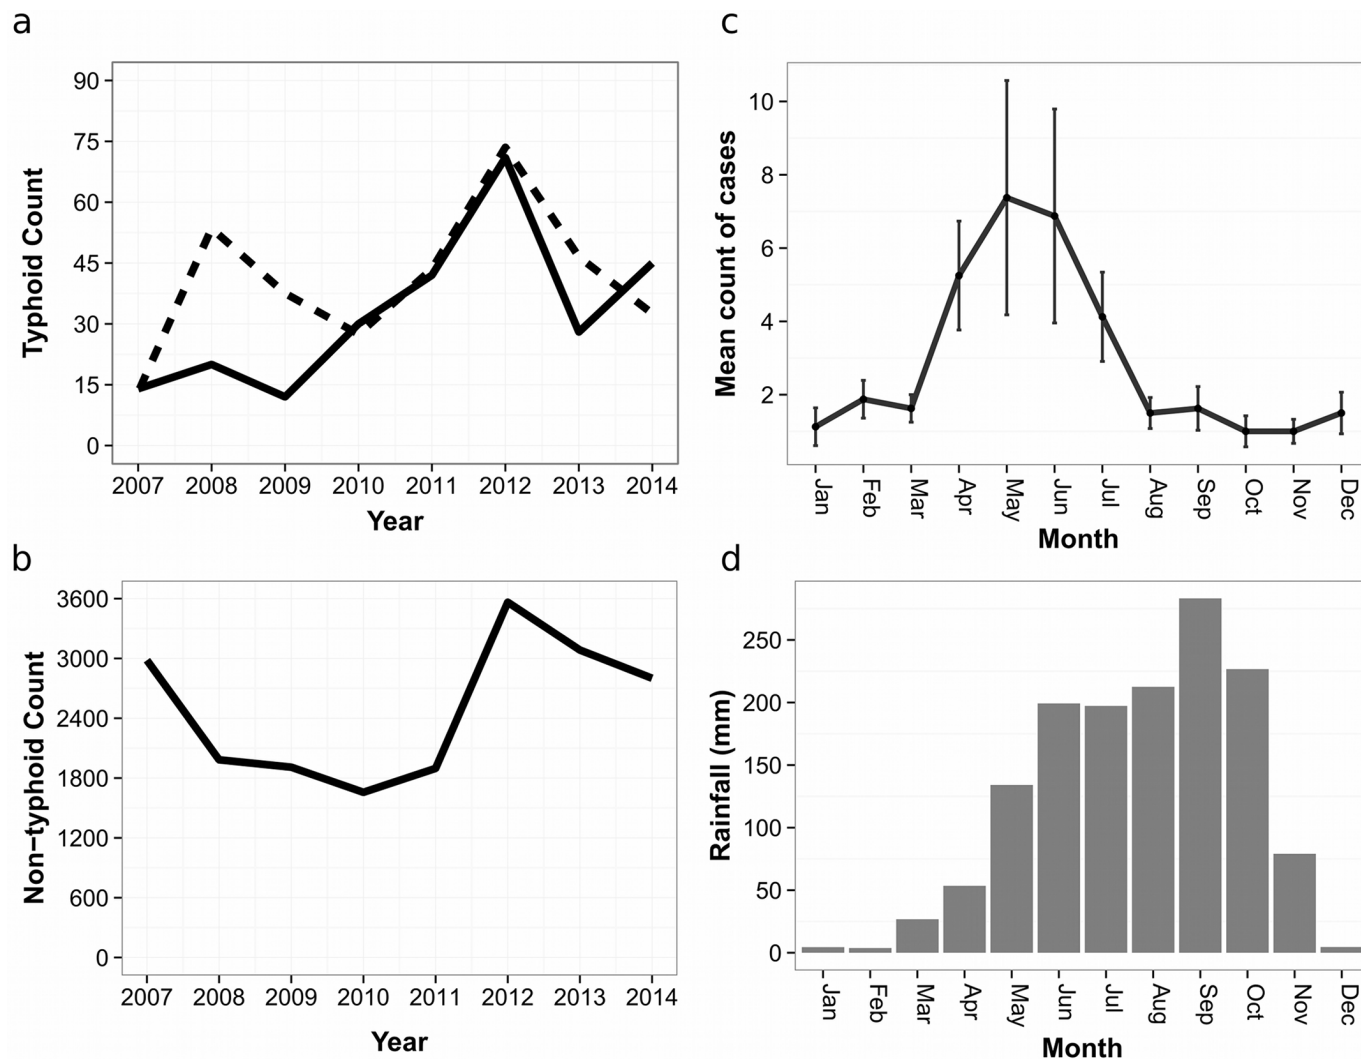 a
90
75
60
45
30
15
0
Typhoid Count
2007 2008 2009 2010 2011 2012 2013 2014
Year
b
3600
3000
2400
1800
1200
600
0
Non−typhoid Count
2007 2008 2009 2010 2011 2012 2013 2014
Year
c
10
8
6
4
2
Mean count of cases
Jan Feb Mar Apr May Jun Jul Aug Sep Oct Nov Dec
Month
d
250
200
150
100
50
0
Rainfall (mm)
Jan Feb Mar Apr May Jun Jul Aug Sep Oct Nov Dec
Month